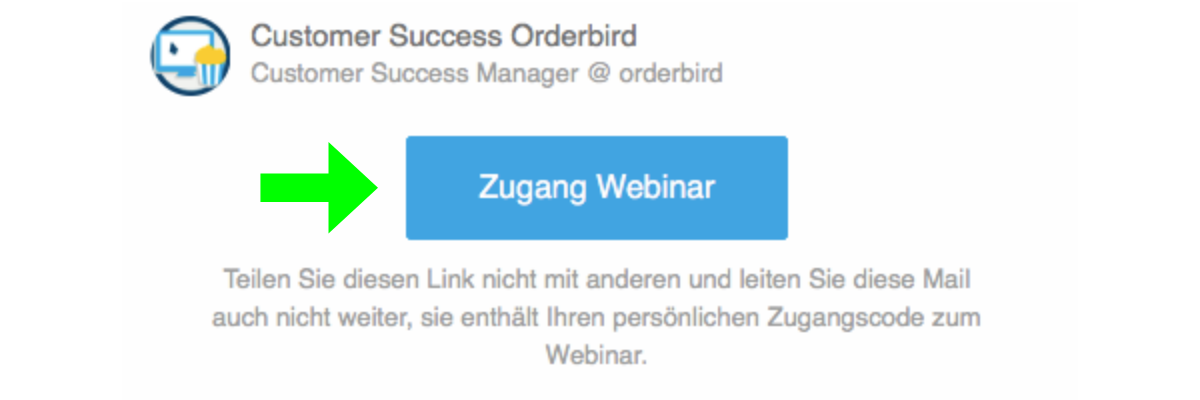 Customer Success Orderbird
Customer Success Manager @ orderbird
Zugang Webinar
Teilen Sie diesen Link nicht mit anderen und leiten Sie diese Mail
auch nicht weiter, sie enthält Ihren persönlichen Zugangscode zum
Webinar.